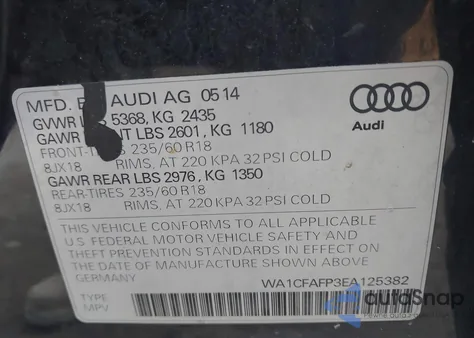 MFD. B AUDI AG 0514
GVWR L S 5368, KG 2435
GAWR NT LBS 2601, KG 1180
FRONT-TI S 235/60 R18
8JX18 RIMS, AT 220 KPA 32 PSI COLD
GAWR REAR LBS 2976, KG 1350
REAR-TIRES 235/60 R18
8JX18 RIMS, AT 220 KPA 32 PSI COLD
Audi
THIS VEHICLE CONFORMS TO ALL APPLICABLE
U.S FEDERAL MOTOR VEHICLE SAFETY AND
THEFT PREVENTION STANDARDS IN EFFECT ON
THE DATE OF MANUFACTURE SHOWN ABOVE.
GERMANY
WA1CFAFP3EA125382
TYPE
MPV
autoSnap